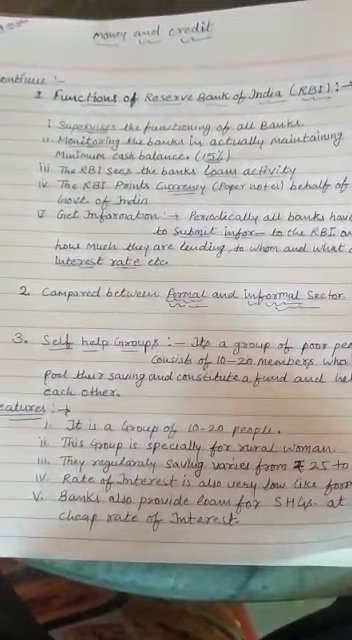 Money and credit
Continue :-
1 Functions of Reserve Bank of India (RBI) :-
i Supervises the functioning of all Banks.
ii. Monitoring the banks in actually maintaining
Minimum cash balance. (15%)
iii The RBI Sees the banks loan activity
iv The RBI Prints Currency (Paper notes) behalf of
Govt of India
V Get Information :→ Periodically all banks have
to Submit infor- to the RBI on
how Much they are lending, to whom and what
Interest rate etc.
2 Compared between formal and informal Sector.
3. Self help Groups :- Its a group of poor
Consists of 10-20 members who
post their saving and constitute a fund and
each other.
eatures :→
i. It is a Group of 10-20 people.
ii. This Group is specially for rural woman.
iii. They regularaly saving varies from ₹ 25 to
iv. Rate of Interest is also very low like
V. Banks also provide loan for SHGs. at
cheap rate of Interest.